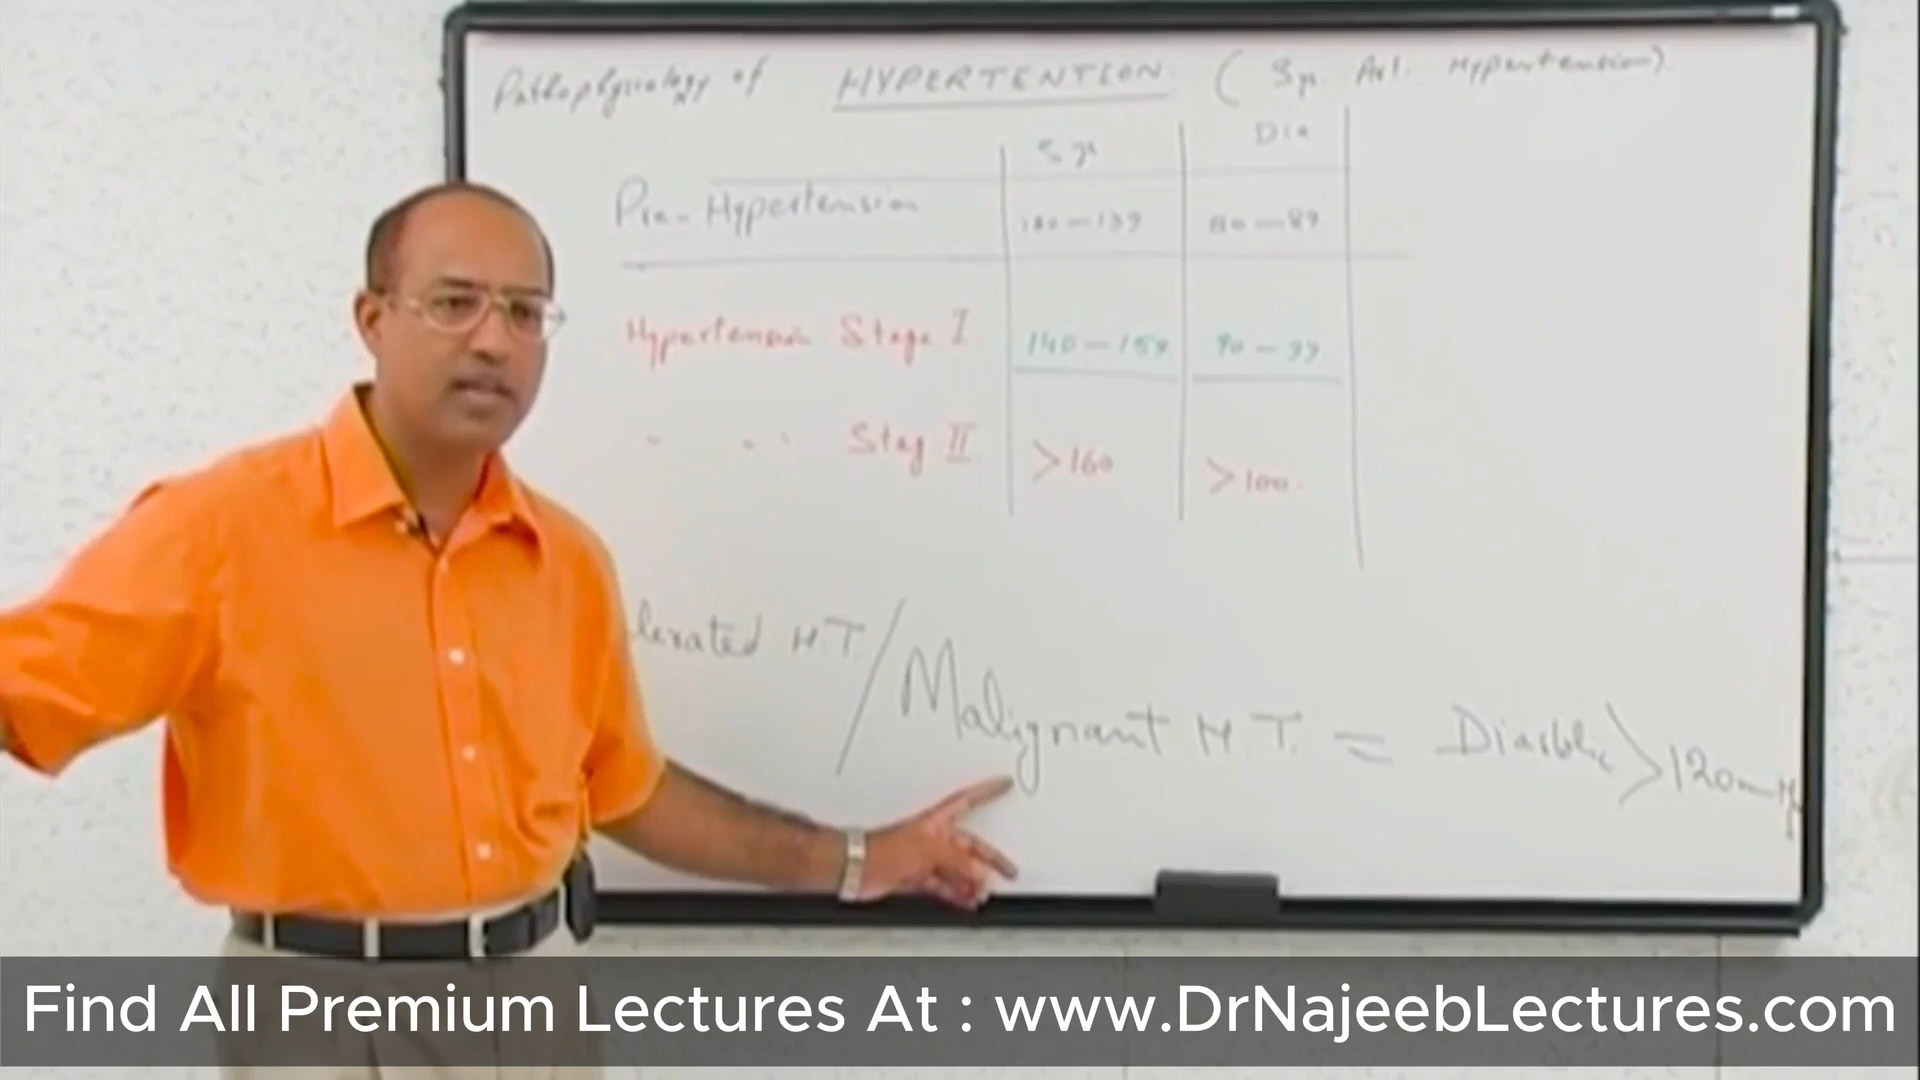 Pathophysiology of HYPERTENTION (Sys. Art. Hypertension)
Sys Dia
Pre-Hypertension 120-139 80-89
Hypertension Stage I 140-159 90-99
" " " Stag II >160 >100.
lerated H.T. / Malignant H.T. = Diastolic > 120mmHg
Find All Premium Lectures At : www.DrNajeebLectures.com